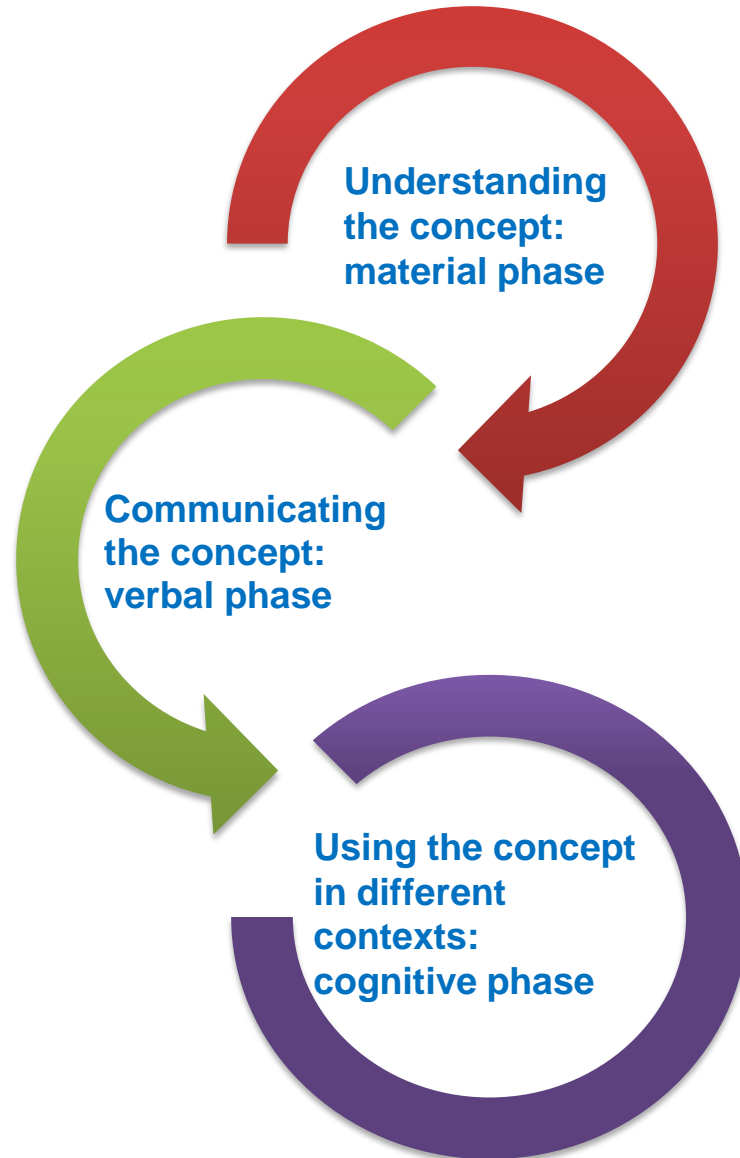 Understanding
the concept:
material phase
Communicating
the concept:
verbal phase
Using the concept
in different
contexts:
cognitive phase